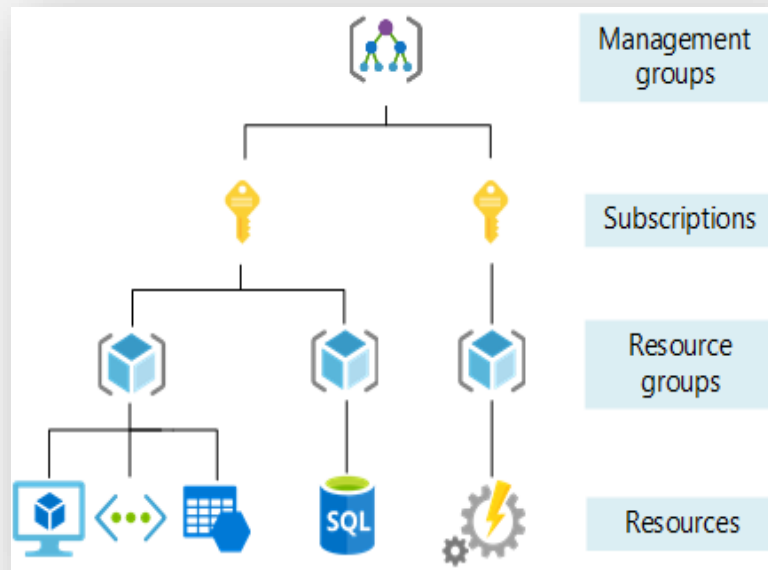 Management
groups
Subscriptions
Resource
groups
SQL
Resources